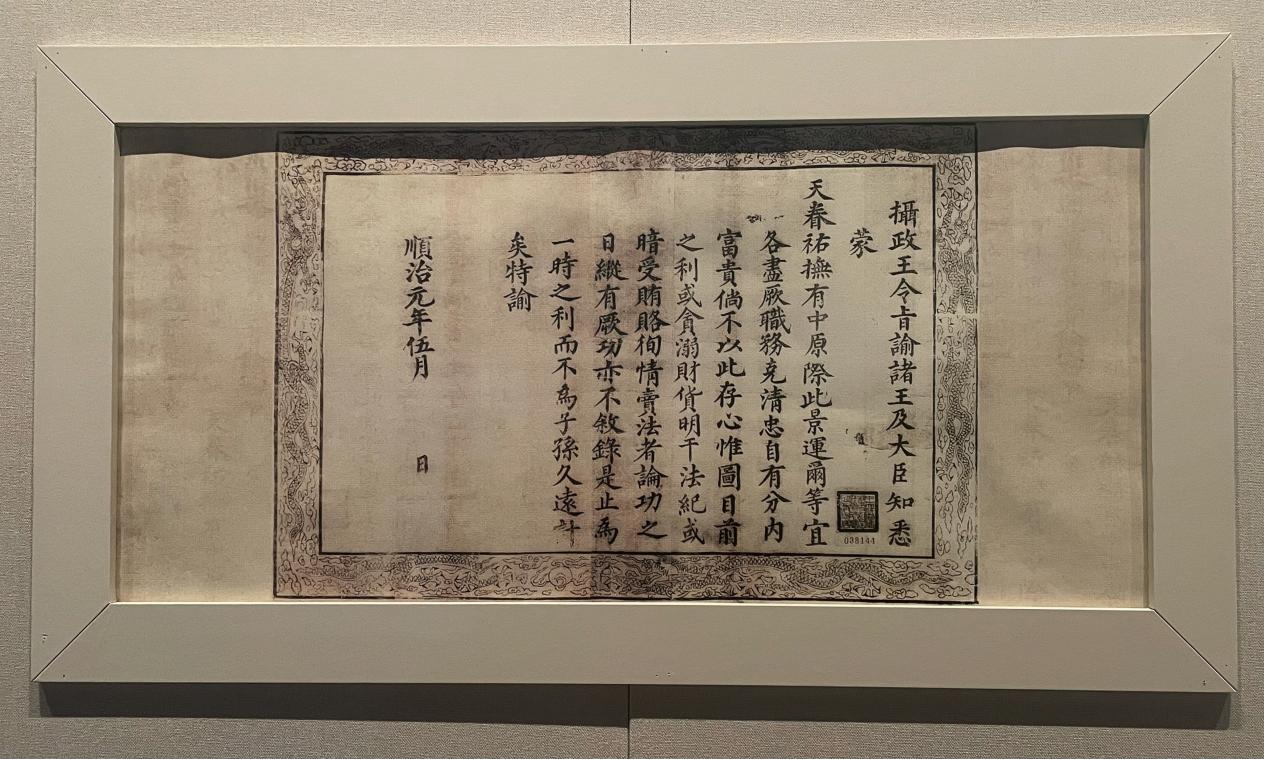 攝政王令旨諭諸王及大臣知悉
蒙
天眷祐撫有中原際此景運爾等宜
各盡厥職務克清忠自有分內
富貴倘不以此存心惟圖目前
之利或貪溺財貨明干法紀或
暗受賄賂徇情賣法者論功之
日縱有厥功亦不敘錄是止為
一時之利而不為子孫久遠計
矣特諭
順治元年伍月 日
038144